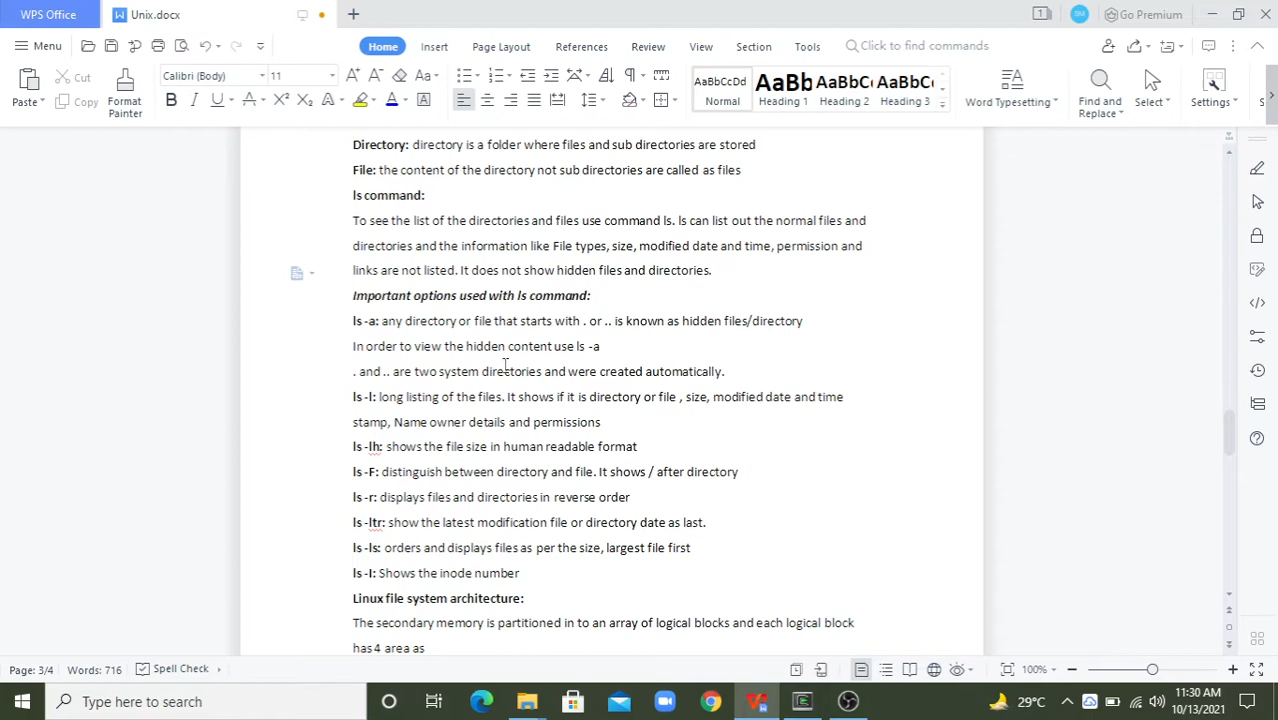 WPS Office
Unix.docx
1
SM
Go Premium
Menu
Home
Insert
Page Layout
References
Review
View
Section
Tools
Click to find commands
Paste
Cut
Copy
Format
Painter
Calibri (Body)
11
AaBbCcDd
Normal
AaBb
Heading 1
AaBbC
Heading 2
AaBbC
Heading 3
Word Typesetting
Find and
Replace
Select
Settings
Directory: directory is a folder where files and sub directories are stored
File: the content of the directory not sub directories are called as files
ls command:
To see the list of the directories and files use command ls. ls can list out the normal files and
directories and the information like File types, size, modified date and time, permission and
links are not listed. It does not show hidden files and directories.
Important options used with ls command:
ls -a: any directory or file that starts with . or .. is known as hidden files/directory
In order to view the hidden content use ls -a
. and .. are two system directories and were created automatically.
ls -l: long listing of the files. It shows if it is directory or file , size, modified date and time
stamp, Name owner details and permissions
ls -lh: shows the file size in human readable format
ls -F: distinguish between directory and file. It shows / after directory
ls -r: displays files and directories in reverse order
ls -ltr: show the latest modification file or directory date as last.
ls -ls: orders and displays files as per the size, largest file first
ls -I: Shows the inode number
Linux file system architecture:
The secondary memory is partitioned in to an array of logical blocks and each logical block
has 4 area as
Page: 3/4
Words: 716
Spell Check
100%
Type here to search
29°C
11:30 AM
10/13/2021